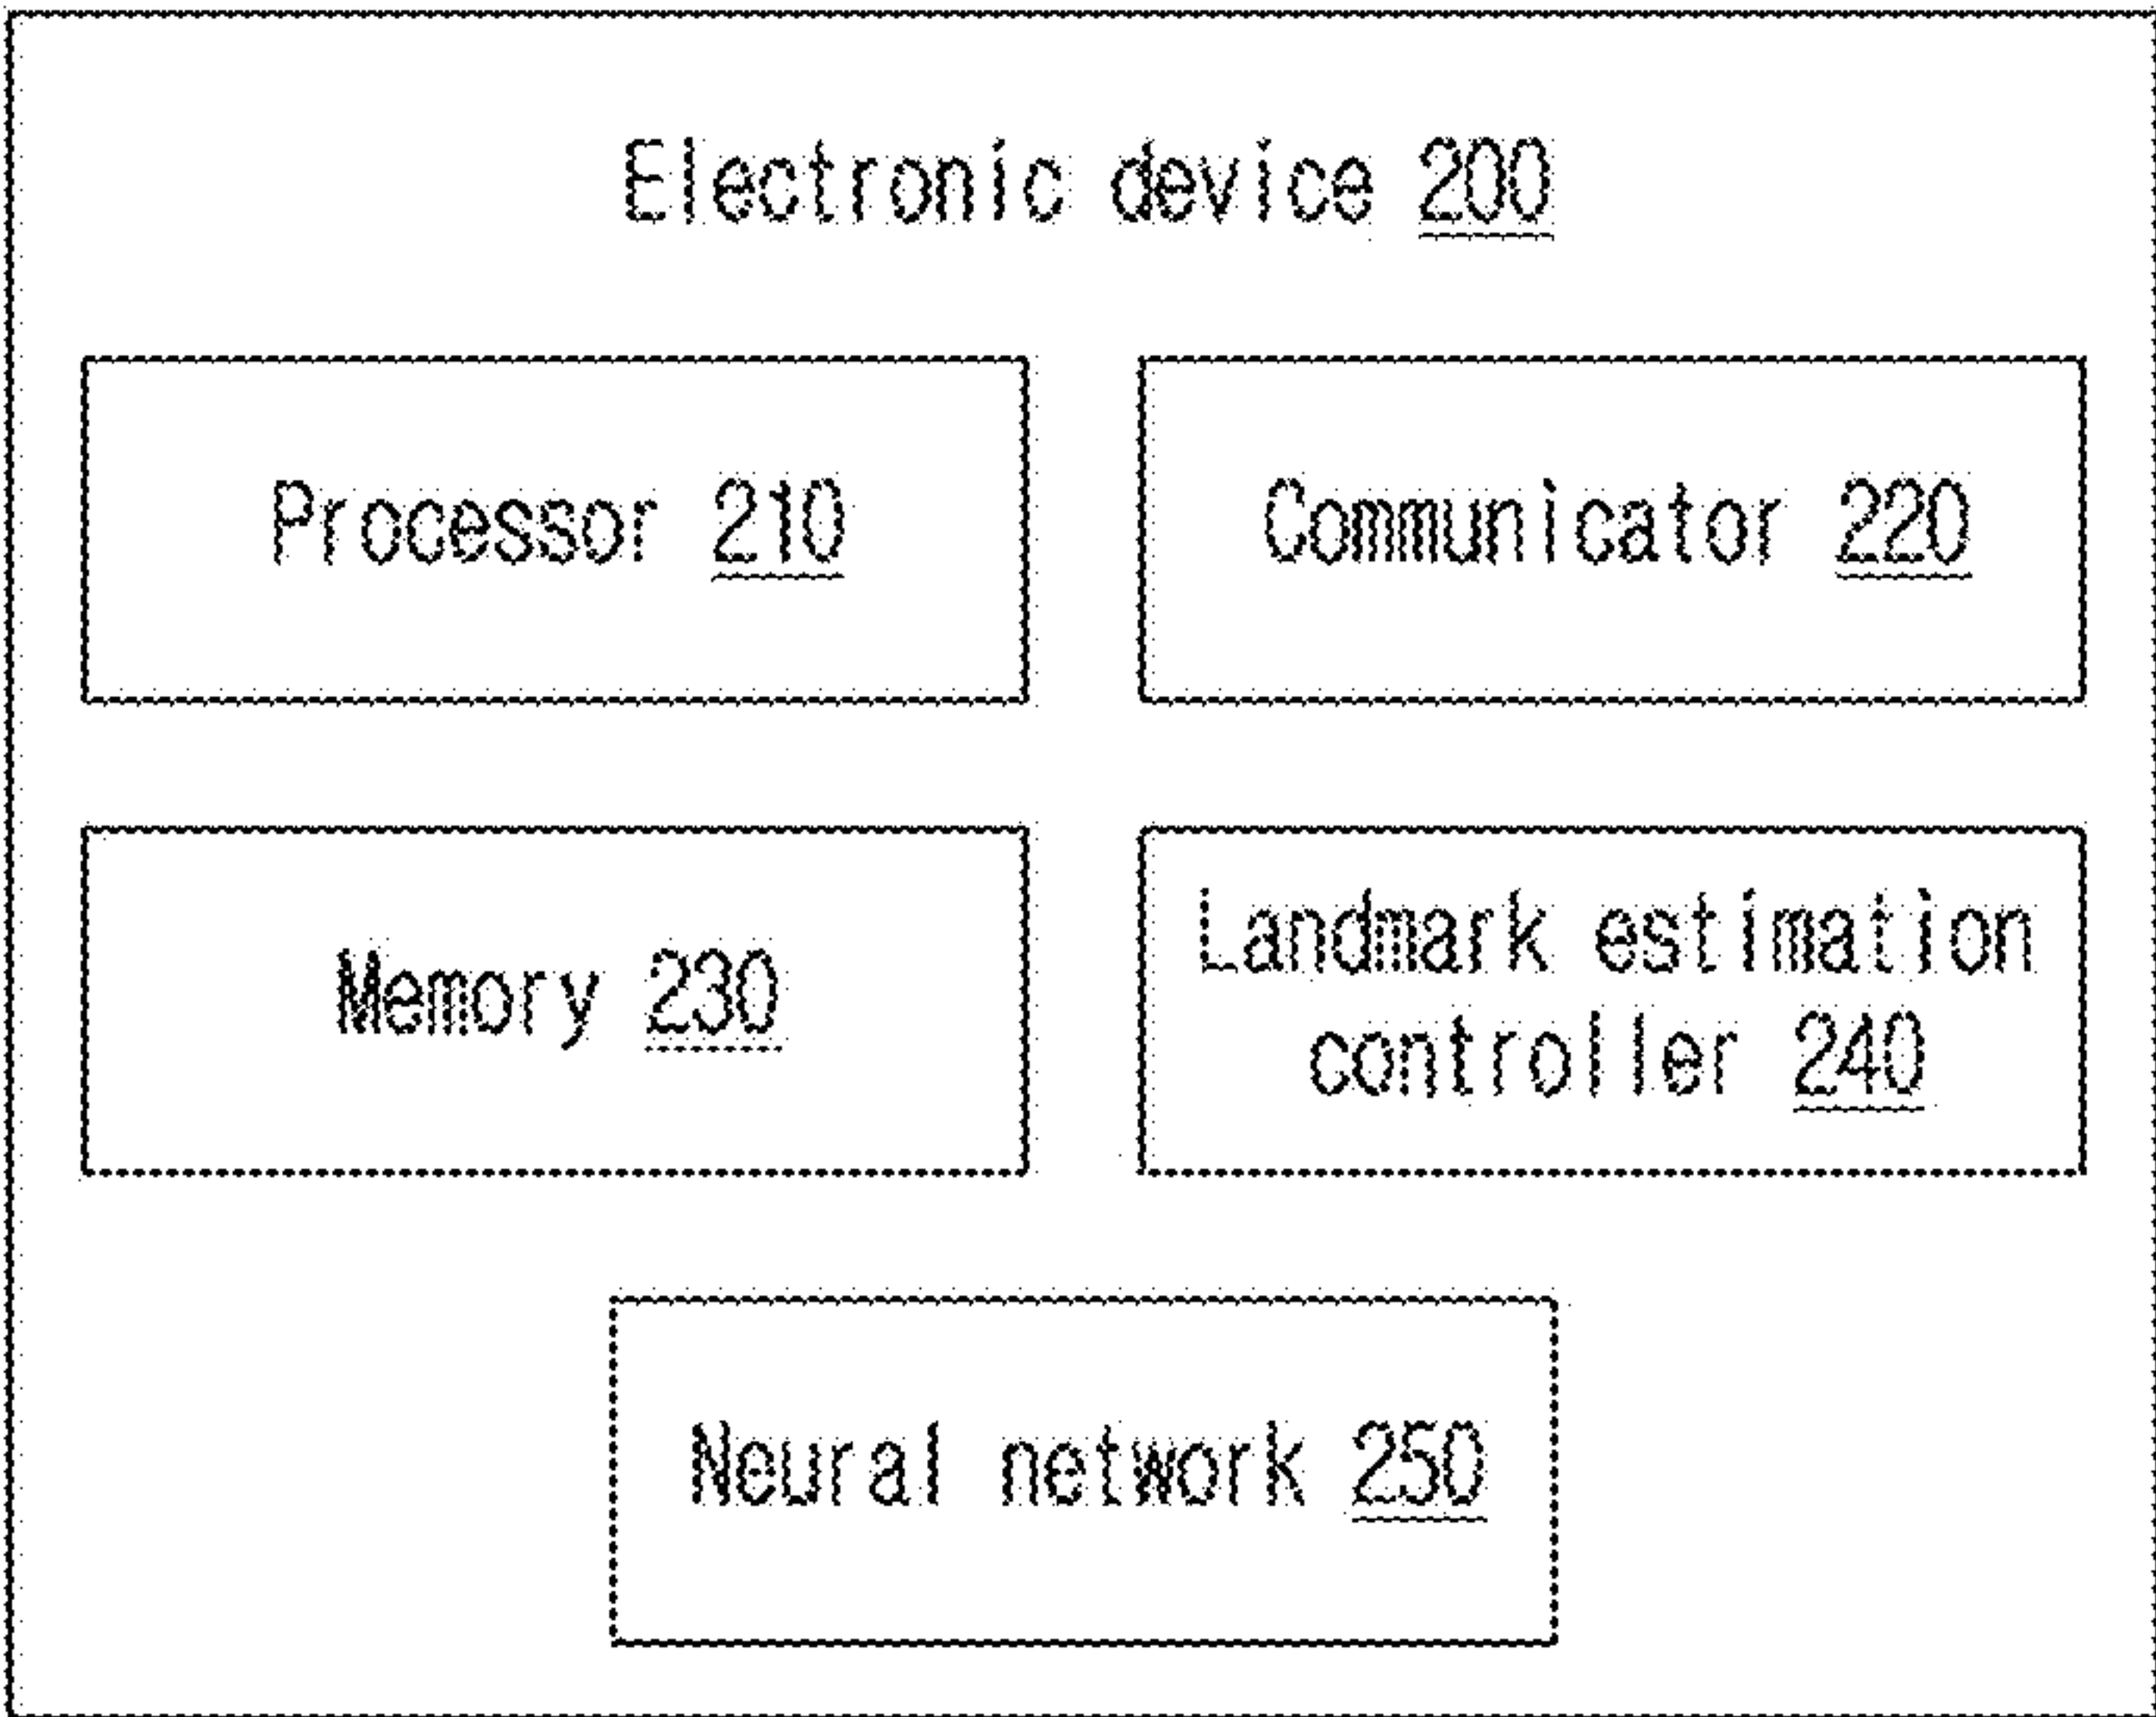 Electronic device 200
Processor 210
Communicator 220
Memory 230
Landmark estimation
controller 240
Neural network 250